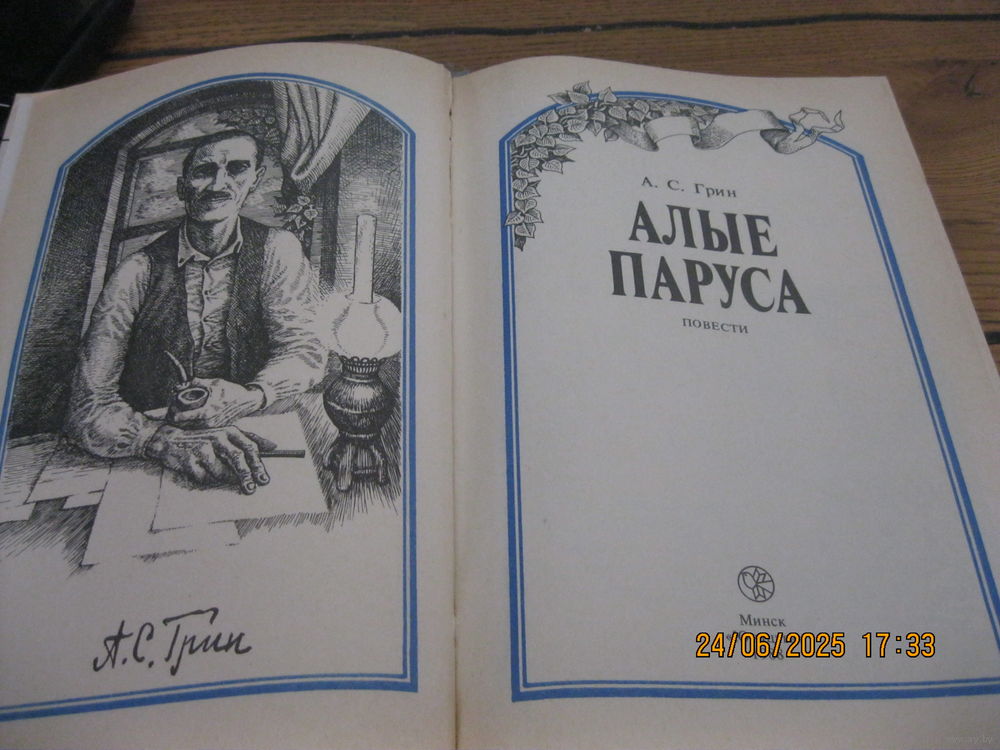 А.С. Грин
А. С. Грин
АЛЫЕ
ПАРУСА
ПОВЕСТИ
Минск
24/06/2025 17:33